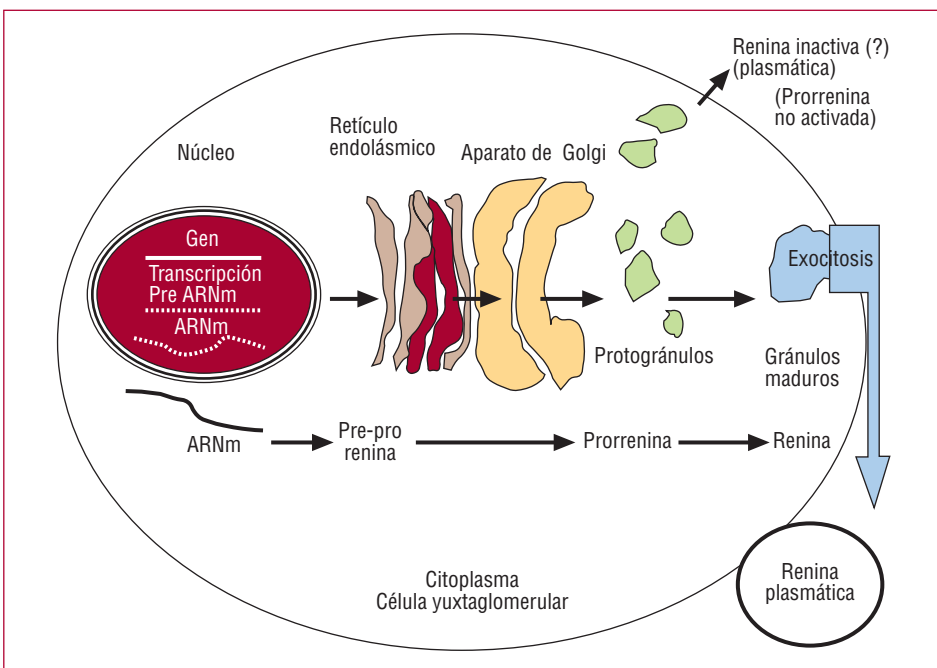 Renina inactiva (?)
(plasmática)
(Prorrenina
no activada)
Núcleo
Retículo
endolásmico
Aparato de Golgi
Gen
Transcripción
Pre ARNm
ARNm
Exocitosis
Protogránulos
Gránulos
maduros
ARNm
Pre-pro
renina
Prorrenina
Renina
Citoplasma
Célula yuxtaglomerular
Renina
plasmática